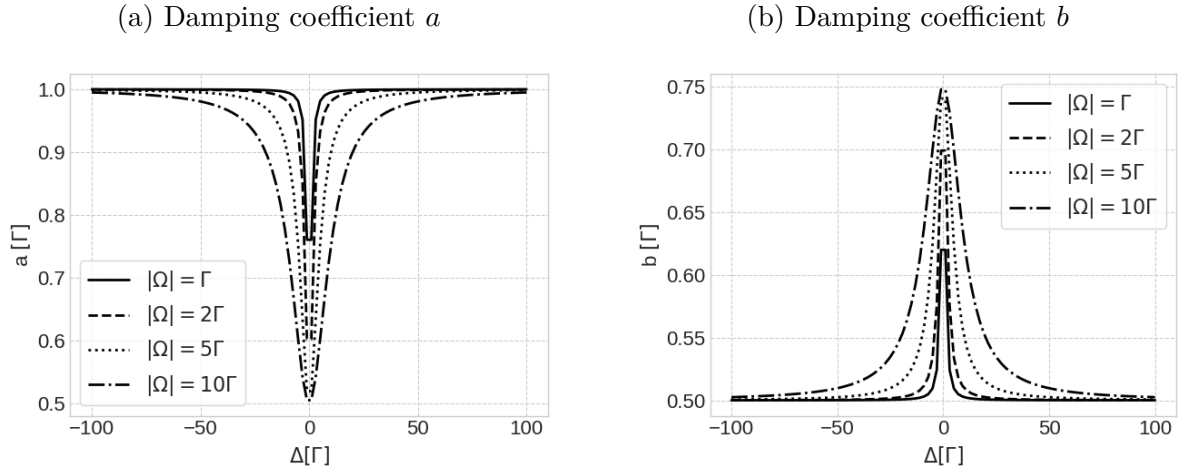 (a) Damping coefficient a
1.0
0.9
0.8
0.7
0.6
0.5
a [Γ]
|Ω| = Γ
|Ω| = 2Γ
|Ω| = 5Γ
|Ω| = 10Γ
−100
−50
0
50
100
Δ[Γ]
(b) Damping coefficient b
0.75
0.70
0.65
0.60
0.55
0.50
b [Γ]
|Ω| = Γ
|Ω| = 2Γ
|Ω| = 5Γ
|Ω| = 10Γ
−100
−50
0
50
100
Δ[Γ]